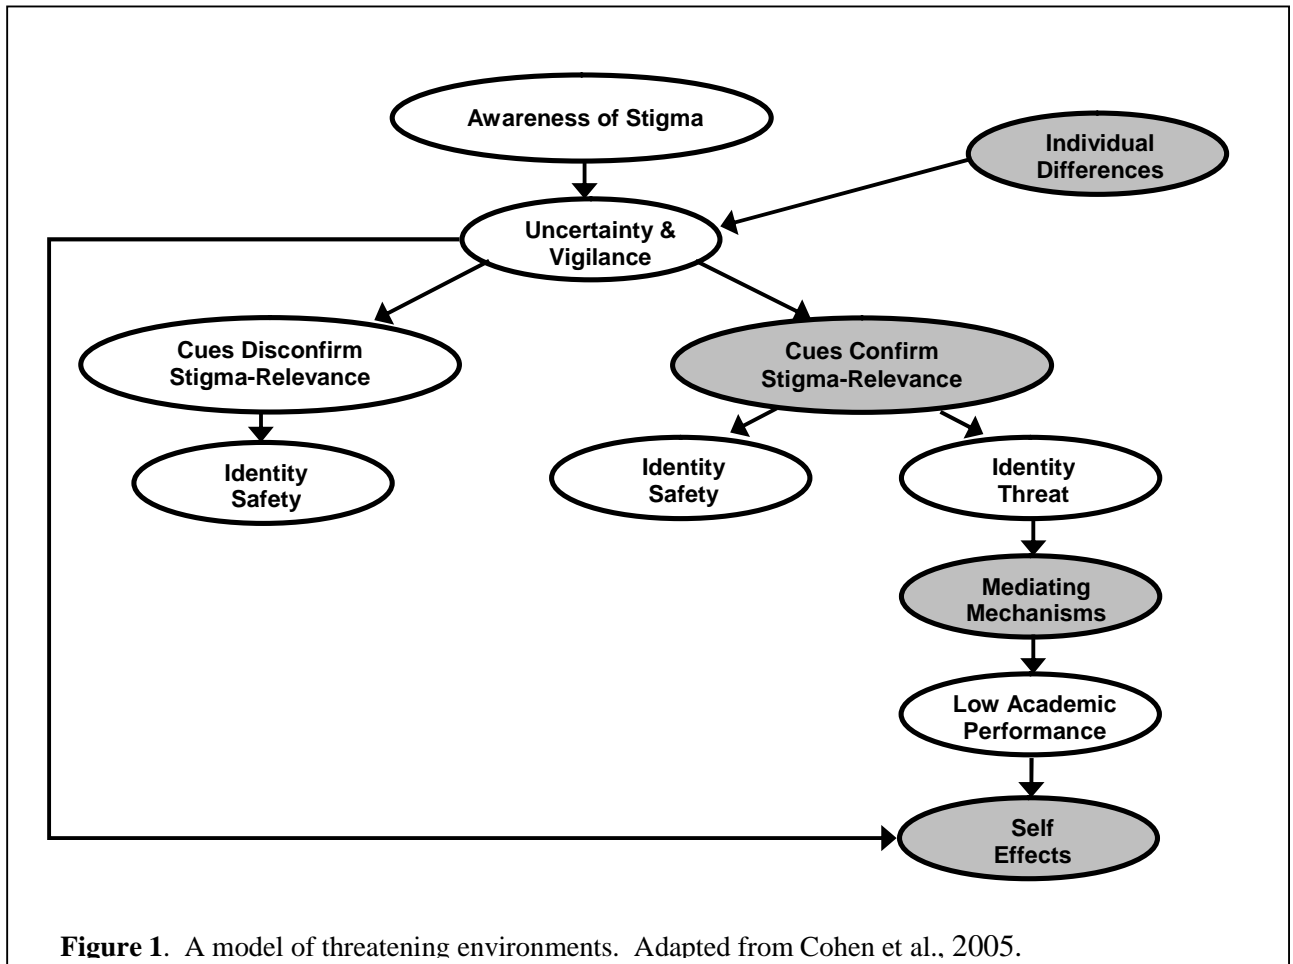 Awareness of Stigma
Individual
Differences
Uncertainty &
Vigilance
Cues Disconfirm
Stigma-Relevance
Cues Confirm
Stigma-Relevance
Identity
Safety
Identity
Safety
Identity
Threat
Mediating
Mechanisms
Low Academic
Performance
Self
Effects
Figure 1.  A model of threatening environments.  Adapted from Cohen et al., 2005.